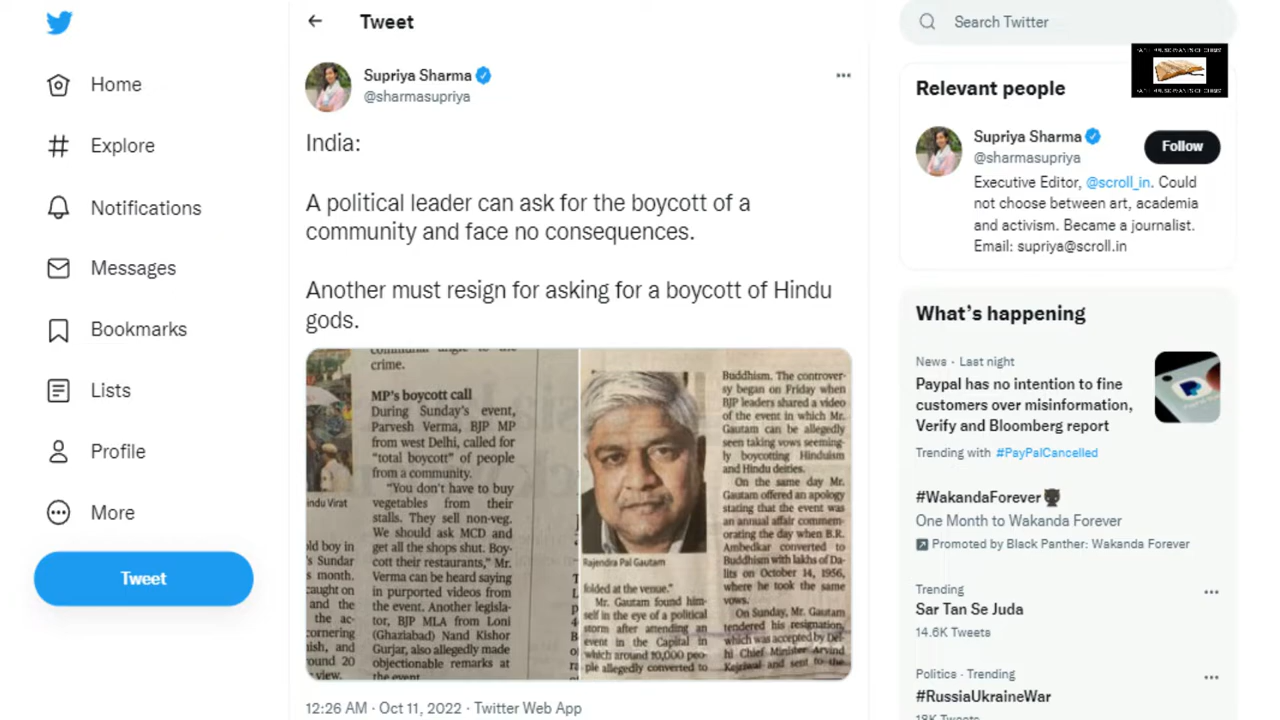 Tweet
Search Twitter
Home
Explore
Notifications
Messages
Bookmarks
Lists
Profile
More
Tweet
Supriya Sharma
@sharmasupriya
India:
A political leader can ask for the boycott of a
community and face no consequences.
Another must resign for asking for a boycott of Hindu
gods.
crime.
MP's boycott call
During Sunday's event,
Parvesh Verma, BJP MP
from west Delhi, called for
"total boycott" of people
from a community.
"You don't have to buy
vegetables from their
stalls. They sell non-veg.
We should ask MCD and
get all the shops shut. Boy-
cott their restaurants," Mr.
Verma can be heard saying
in purported videos from
the event. Another legisla-
tor, BJP MLA from Loni
(Ghaziabad) Nand Kishor
Gurjar, also allegedly made
objectionable remarks at
the event.
Rajendra Pal Gautam
folded at the venue."
Mr. Gautam found him-
self in the eye of a political
storm after attending an
event in the Capital in
which around 10,000 peo-
ple allegedly converted to
Buddhism. The controver-
sy began on Friday when
BJP leaders shared a video
of the event in which Mr.
Gautam can be allegedly
seen taking vows seeming-
ly boycotting Hinduism
and Hindu deities.
On the same day Mr.
Gautam offered an apology
stating that the event was
an annual affair commem-
orating the day when B.R.
Ambedkar converted to
Buddhism with lakhs of Da-
lits on October 14, 1956,
where he took the same
vows.
On Sunday, Mr. Gautam
tendered his resignation,
which was accepted by Del-
hi Chief Minister Arvind
Kejriwal and sent to the
12:26 AM · Oct 11, 2022 · Twitter Web App
Relevant people
Supriya Sharma
@sharmasupriya
Follow
Executive Editor, @scroll_in. Could
not choose between art, academia
and activism. Became a journalist.
Email: supriya@scroll.in
What's happening
News · Last night
Paypal has no intention to fine
customers over misinformation,
Verify and Bloomberg report
Trending with #PayPalCancelled
#WakandaForever
One Month to Wakanda Forever
Promoted by Black Panther: Wakanda Forever
Trending
Sar Tan Se Juda
14.6K Tweets
Politics · Trending
#RussiaUkraineWar
18K Tweets